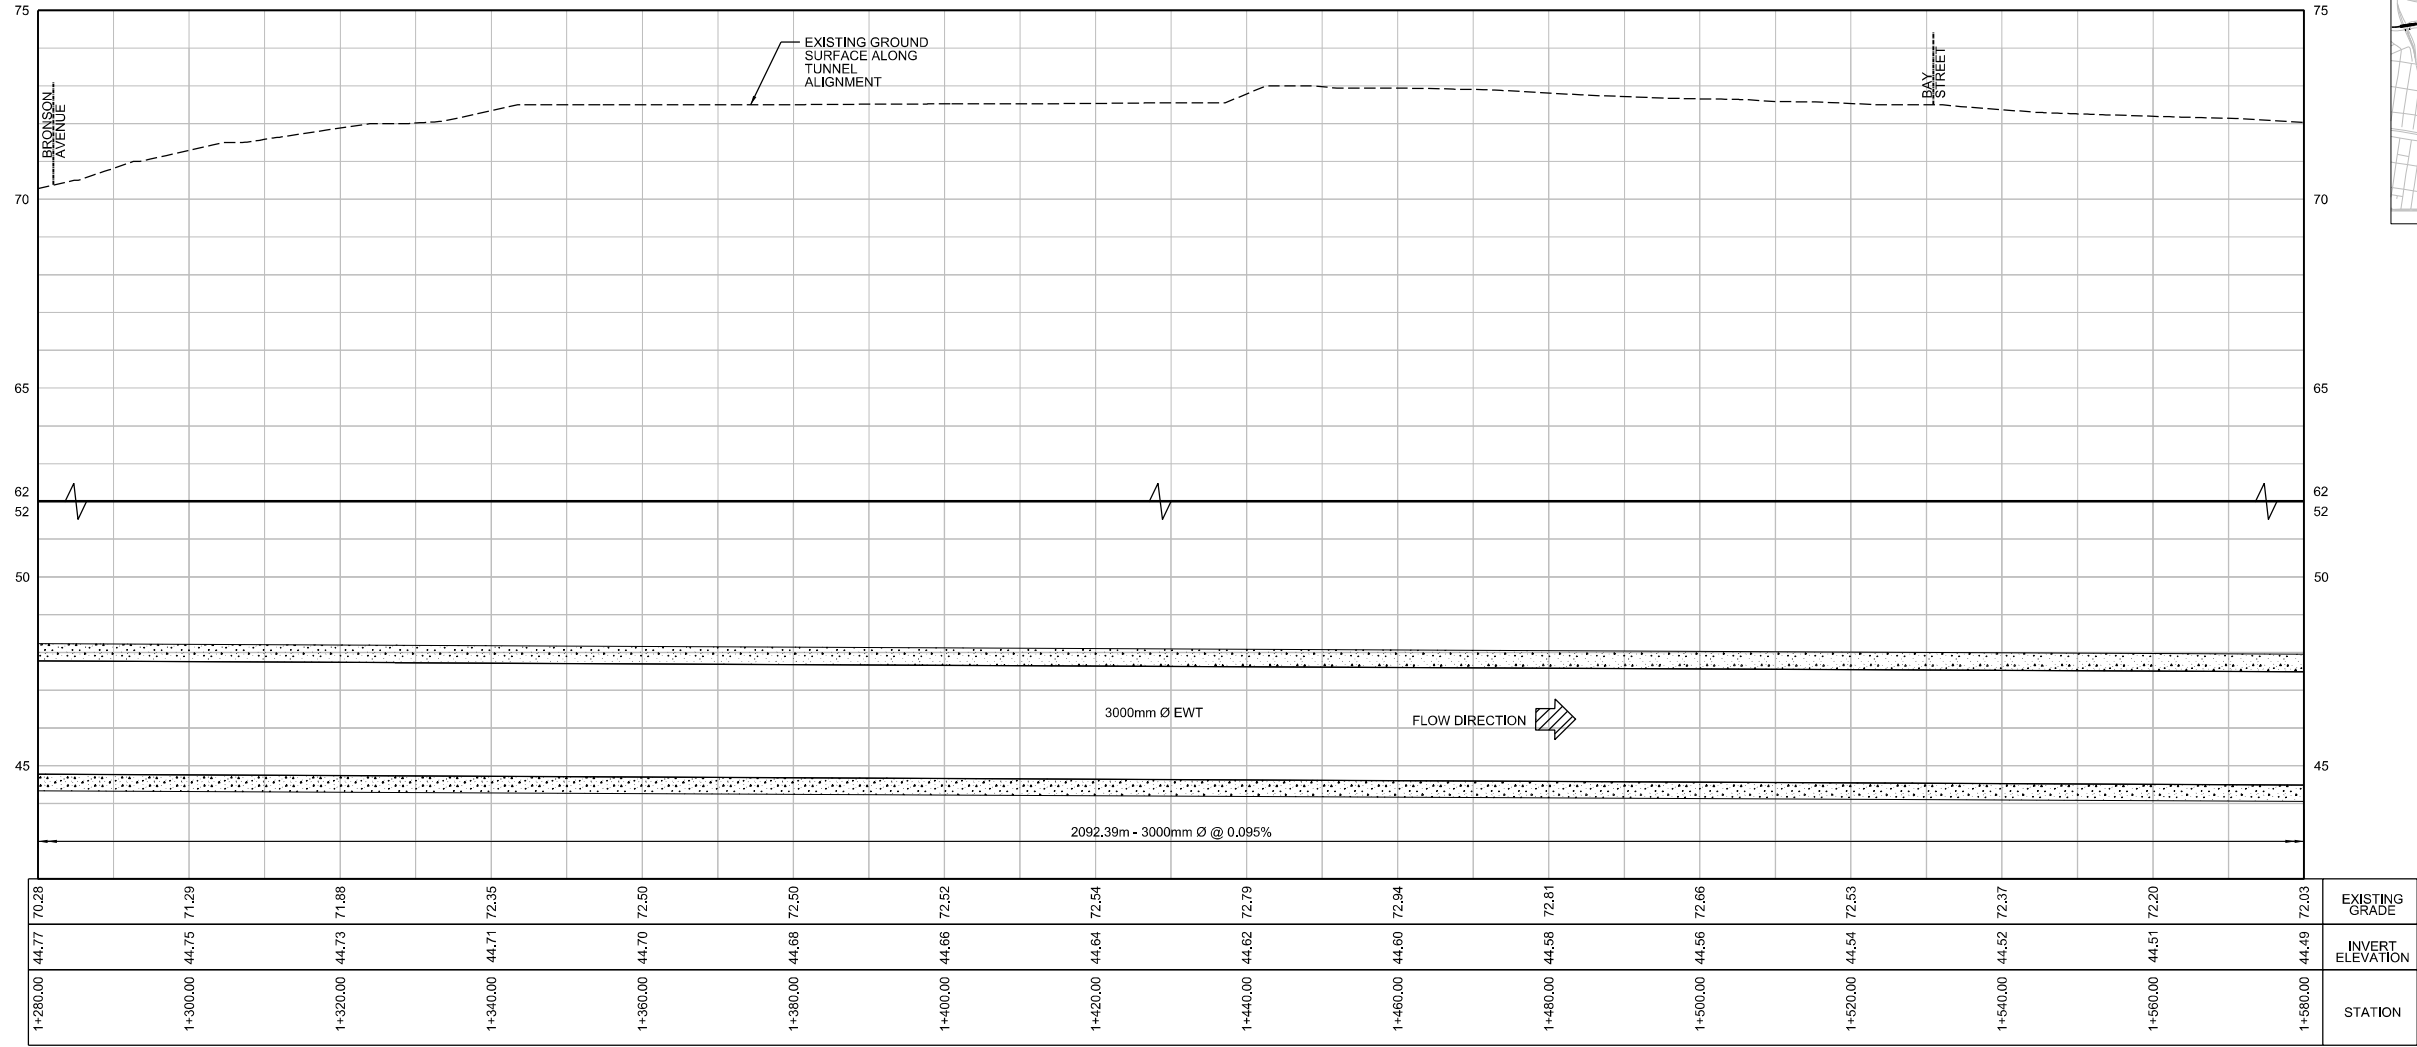 75
75
EXISTING GROUND
SURFACE ALONG
TUNNEL
ALIGNMENT
BRONSON
AVENUE
BAY
STREET
70
70
65
65
62
62
52
52
50
50
3000mm Ø EWT
FLOW DIRECTION
45
45
2092.39m - 3000mm Ø @ 0.095%
70.28 71.29 71.88 72.35 72.50 72.50 72.52 72.54 72.79 72.94 72.81 72.66 72.53 72.37 72.20 72.03 EXISTING
GRADE
44.77 44.75 44.73 44.71 44.70 44.68 44.66 44.64 44.62 44.60 44.58 44.56 44.54 44.52 44.51 44.49 INVERT
ELEVATION
1+280.00 1+300.00 1+320.00 1+340.00 1+360.00 1+380.00 1+400.00 1+420.00 1+440.00 1+460.00 1+480.00 1+500.00 1+520.00 1+540.00 1+560.00 1+580.00 STATION